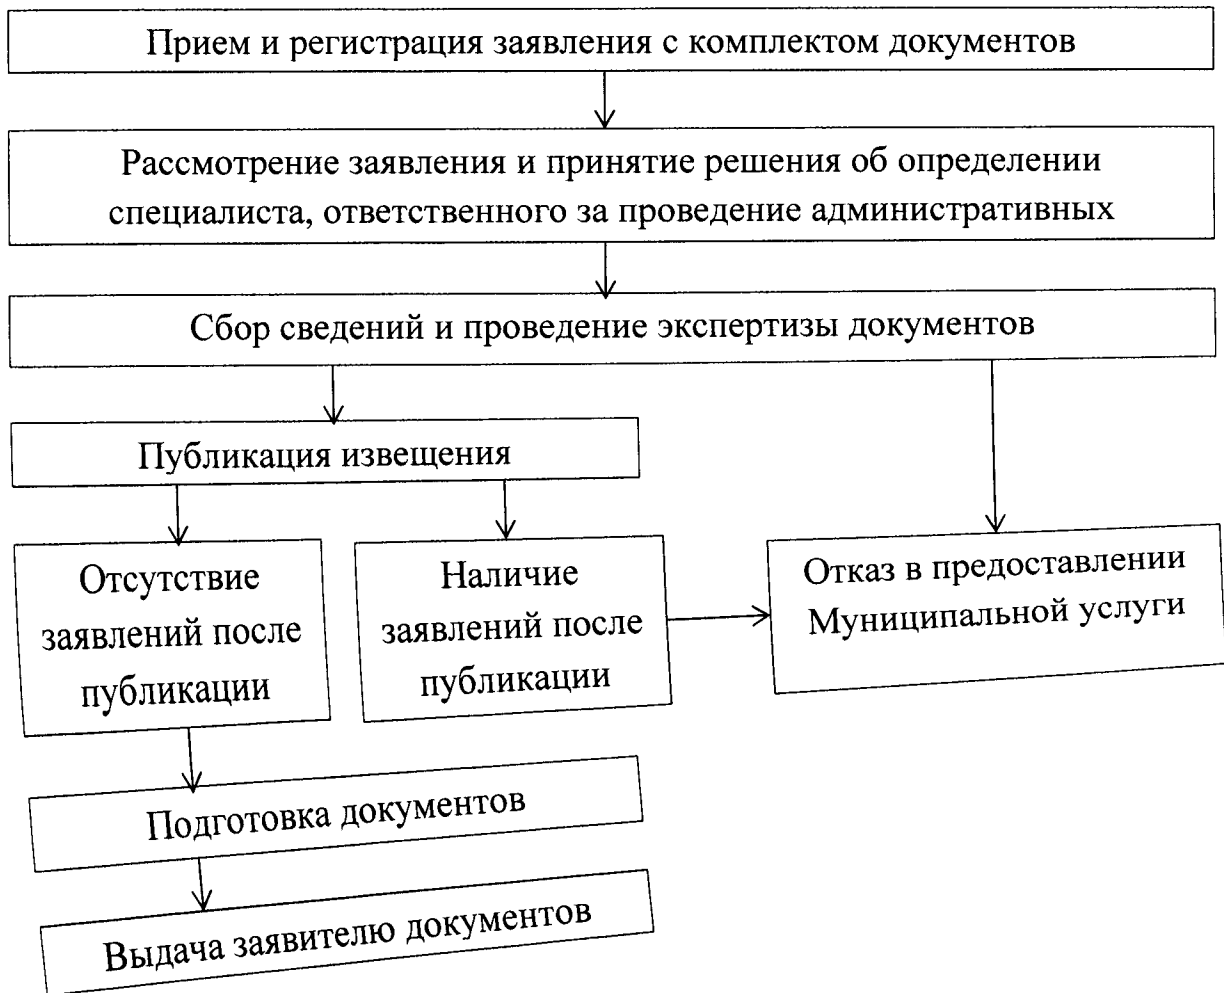 Прием и регистрация заявления с комплектом документов
Рассмотрение заявления и принятие решения об определении
специалиста, ответственного за проведение административных
Сбор сведений и проведение экспертизы документов
Публикация извещения
Отсутствие
заявлений после
публикации
Наличие
заявлений после
публикации
Отказ в предоставлении
Муниципальной услуги
Подготовка документов
Выдача заявителю документов